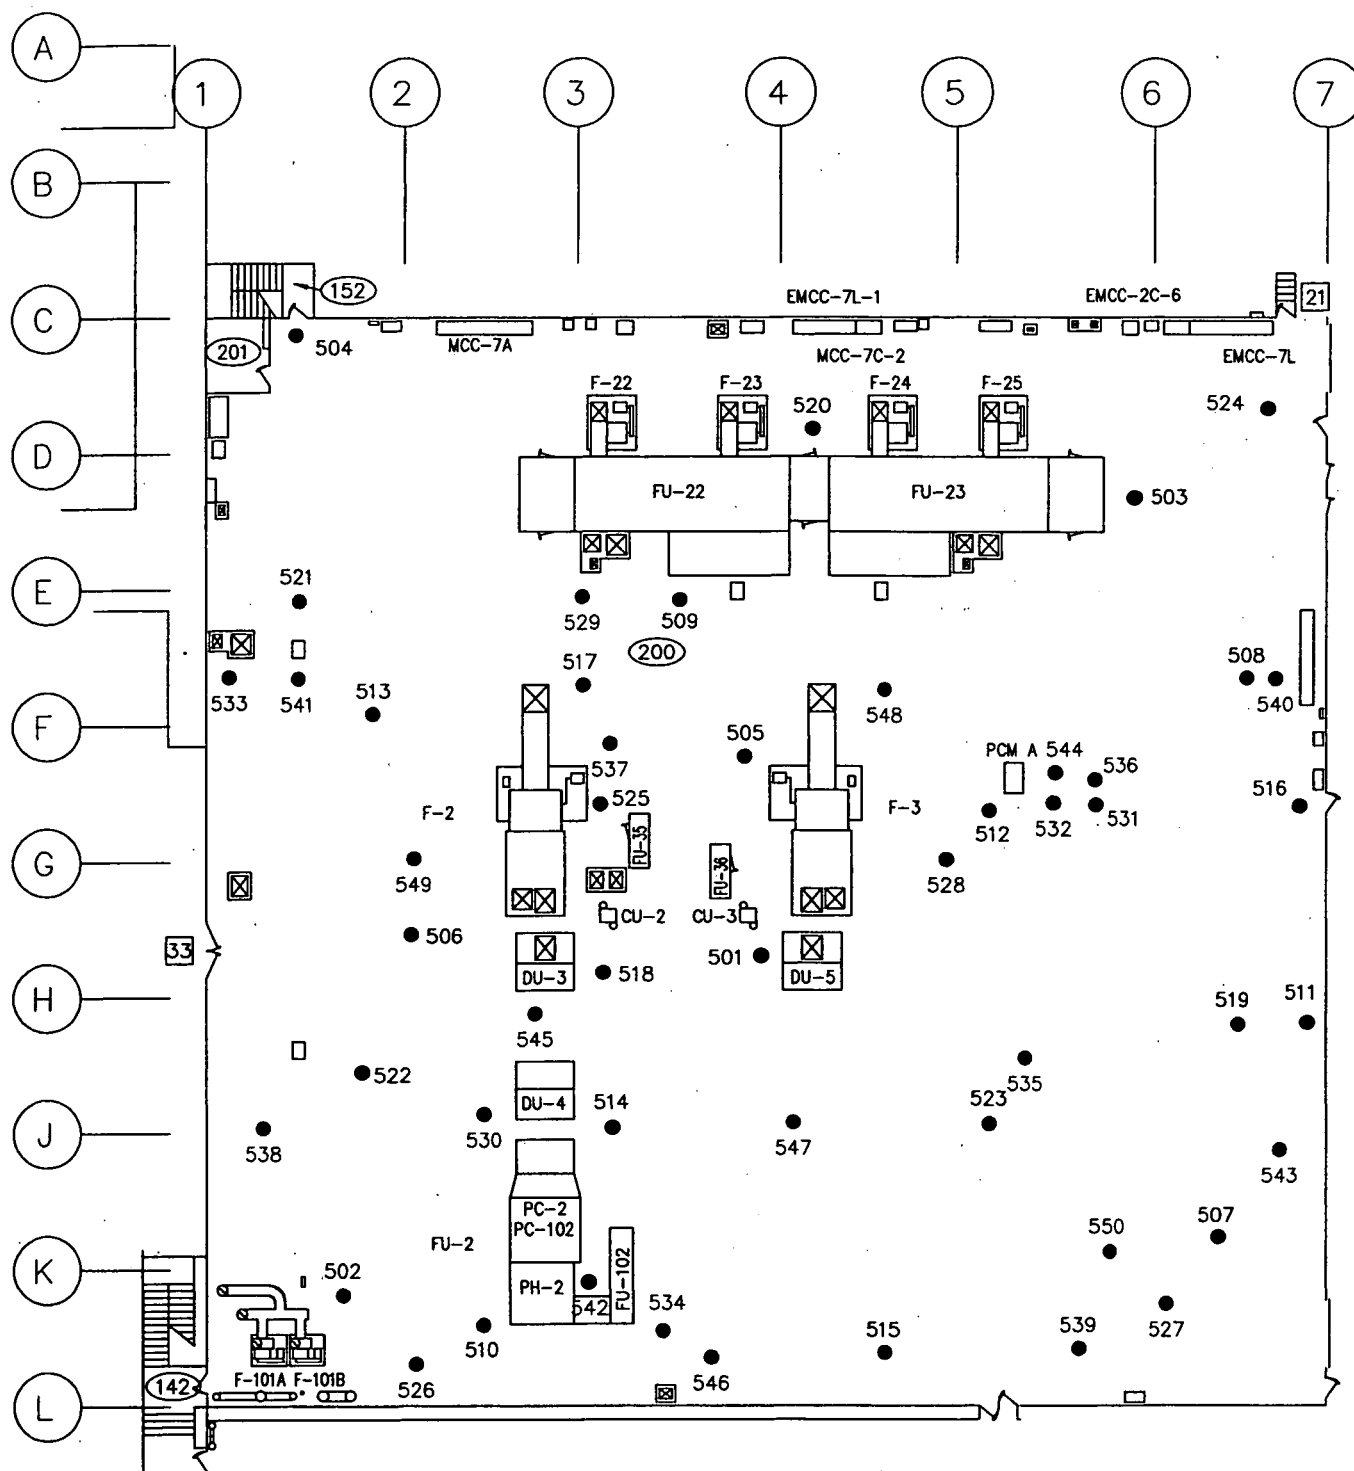 A
1 2 3 4 5 6 7
B
152
EMCC-7L-1 EMCC-2C-6 21
C
504
201 MCC-7A MCC-7C-2 EMCC-7L
F-22 F-23 F-24 F-25
520 524
D
FU-22 FU-23
503
E
521
529 509
200
517 508
533 541 513 548 540
F
505
537 PCM A 544 536
525
F-2 F-3 512 532 531 516
FU-35
G
FU-36
549 528
CU-2 CU-3
506
33 501
DU-3 518 DU-5
H
545 519 511
522 535
DU-4 514 523
J
538 530 547
543
PC-2
PC-102
550 507
FU-2
K
FU-102
502 PH-2
542 534
527
510 515 539
526 546
F-101A F-101B
142
L